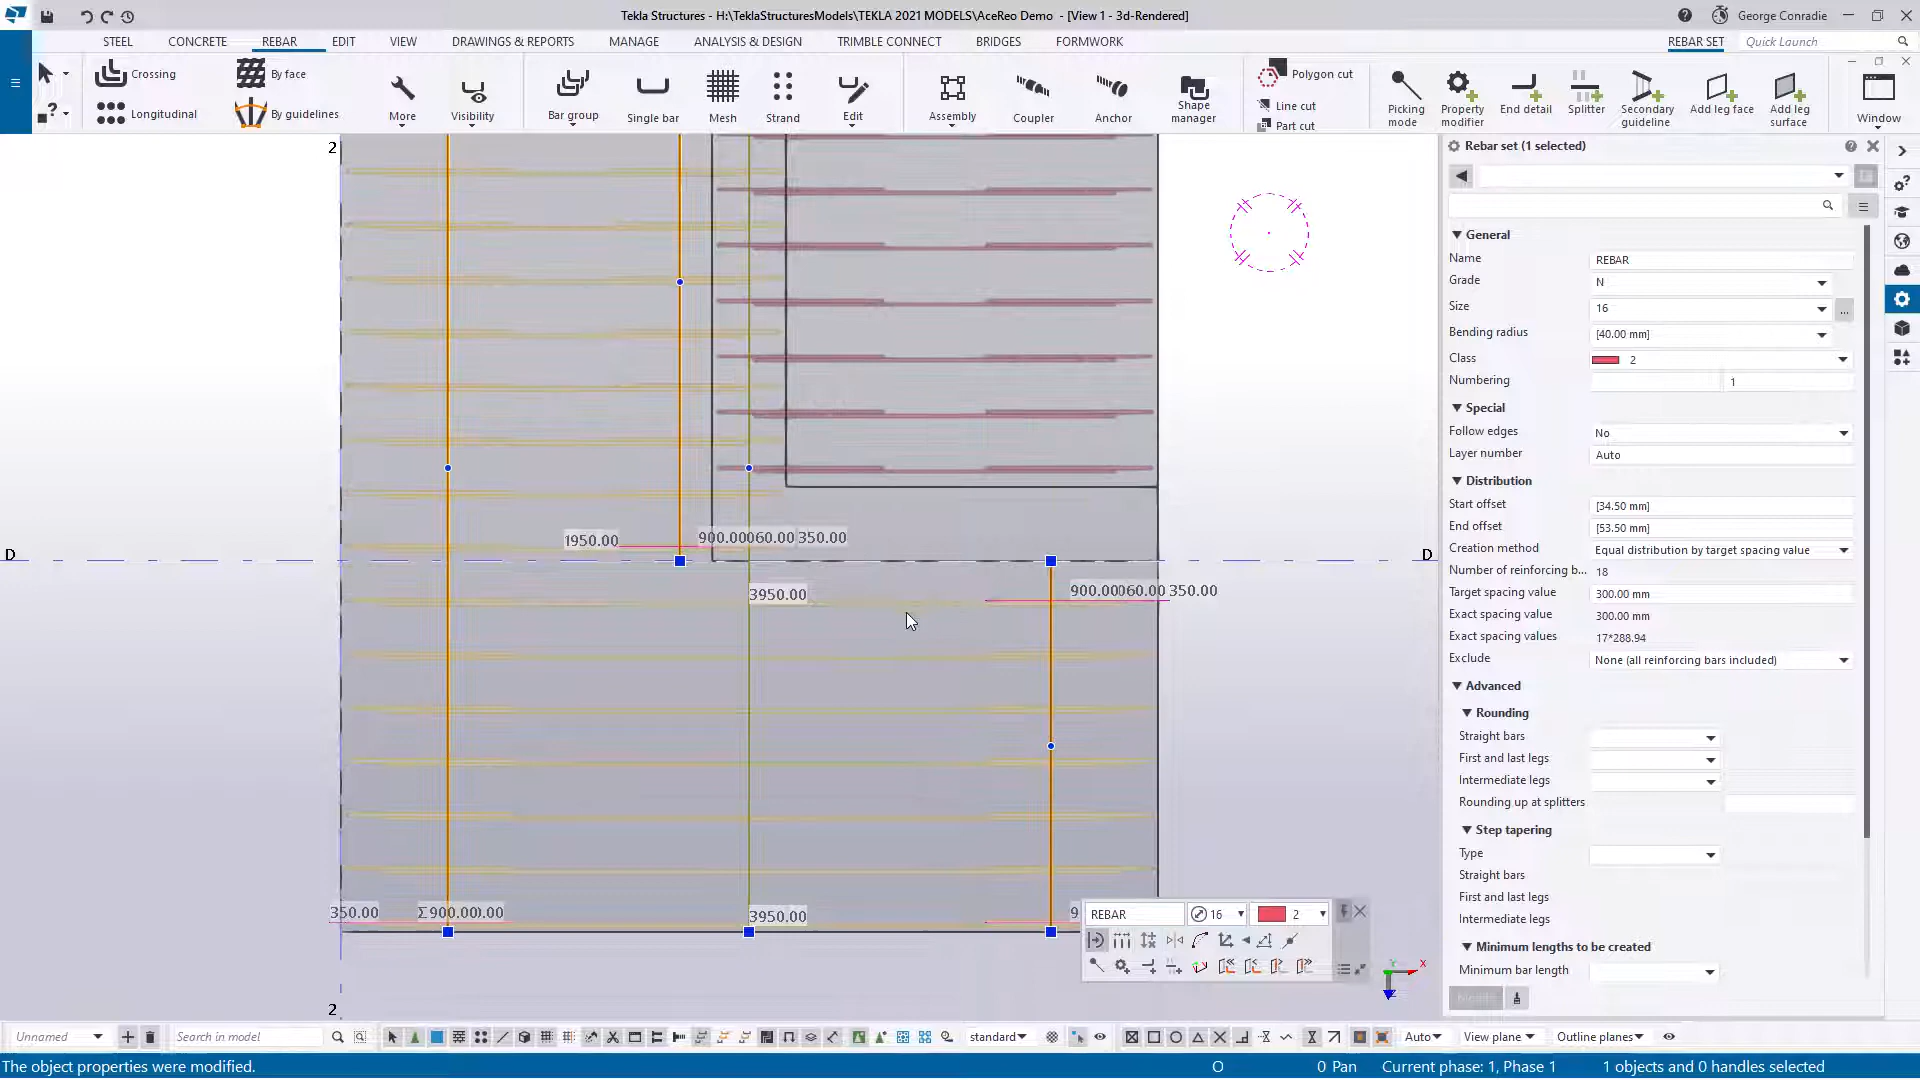 Tekla Structures - H:\TeklaStructuresModels\TEKLA 2021 MODELS\AceReo Demo - [View 1 - 3d-Rendered]
George Conradie
STEEL CONCRETE REBAR EDIT VIEW DRAWINGS & REPORTS MANAGE ANALYSIS & DESIGN TRIMBLE CONNECT BRIDGES FORMWORK REBAR SET Quick Launch
Crossing
Longitudinal
By face
By guidelines
More
Visibility
Bar group
Single bar
Mesh
Strand
Edit
Assembly
Coupler
Anchor
Shape manager
Polygon cut
Line cut
Part cut
Picking mode
Property modifier
End detail
Splitter
Secondary guideline
Add leg face
Add leg surface
Window
2
D
1950.00
900.00060.00 350.00
D
3950.00
900.00060.00 350.00
350.00
Σ900.000.00
3950.00
9
2
REBAR
16
2
X
Rebar set (1 selected)
General
Name REBAR
Grade N
Size 16
...
Bending radius [40.00 mm]
Class 2
Numbering 1
Special
Follow edges No
Layer number Auto
Distribution
Start offset [34.50 mm]
End offset [53.50 mm]
Creation method Equal distribution by target spacing value
Number of reinforcing b... 18
Target spacing value 300.00 mm
Exact spacing value 300.00 mm
Exact spacing values 17*288.94
Exclude None (all reinforcing bars included)
Advanced
Rounding
Straight bars
First and last legs
Intermediate legs
Rounding up at splitters
Step tapering
Type
Straight bars
First and last legs
Intermediate legs
Minimum lengths to be created
Minimum bar length
Unnamed
Search in model
standard
Auto
View plane
Outline planes
The object properties were modified.
O
0 Pan
Current phase: 1, Phase 1
1 objects and 0 handles selected